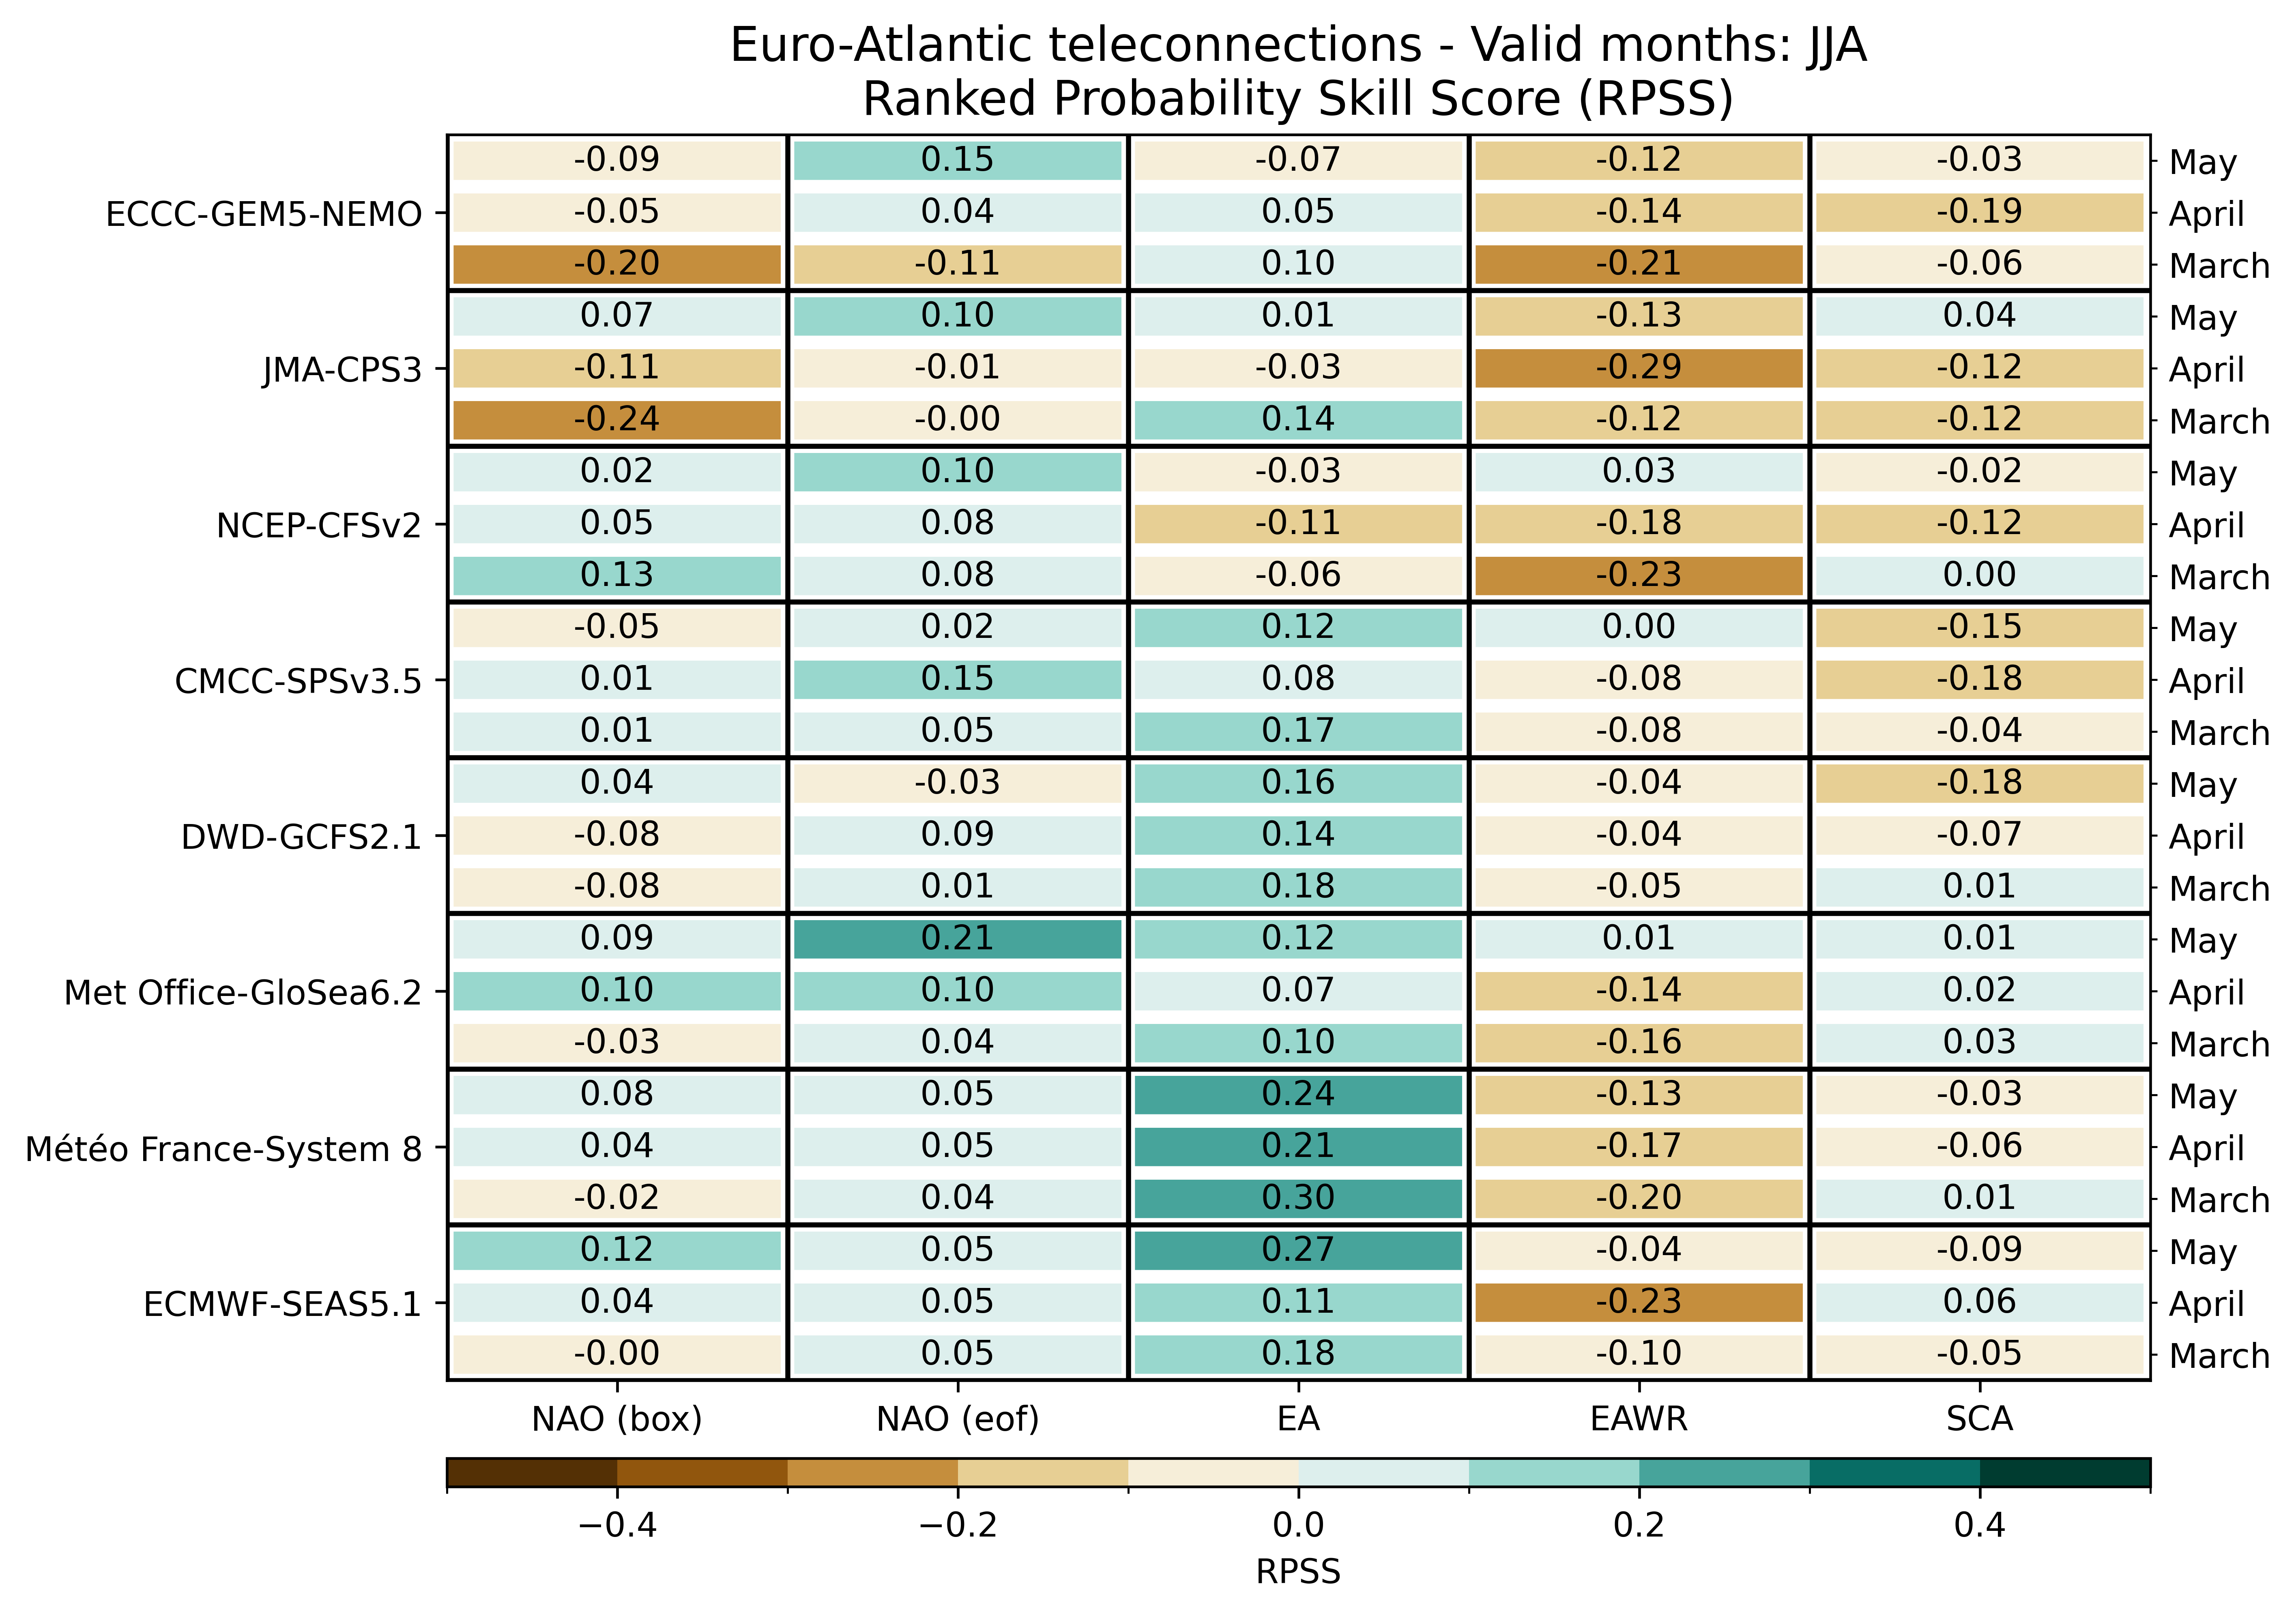 Euro-Atlantic teleconnections - Valid months: JJA
Ranked Probability Skill Score (RPSS)
-0.09 0.15 -0.07 -0.12 -0.03 May
ECCC-GEM5-NEMO -0.05 0.04 0.05 -0.14 -0.19 April
-0.20 -0.11 0.10 -0.21 -0.06 March
0.07 0.10 0.01 -0.13 0.04 May
JMA-CPS3 -0.11 -0.01 -0.03 -0.29 -0.12 April
-0.24 -0.00 0.14 -0.12 -0.12 March
0.02 0.10 -0.03 0.03 -0.02 May
NCEP-CFSv2 0.05 0.08 -0.11 -0.18 -0.12 April
0.13 0.08 -0.06 -0.23 0.00 March
-0.05 0.02 0.12 0.00 -0.15 May
CMCC-SPSv3.5 0.01 0.15 0.08 -0.08 -0.18 April
0.01 0.05 0.17 -0.08 -0.04 March
0.04 -0.03 0.16 -0.04 -0.18 May
DWD-GCFS2.1 -0.08 0.09 0.14 -0.04 -0.07 April
-0.08 0.01 0.18 -0.05 0.01 March
0.09 0.21 0.12 0.01 0.01 May
Met Office-GloSea6.2 0.10 0.10 0.07 -0.14 0.02 April
-0.03 0.04 0.10 -0.16 0.03 March
0.08 0.05 0.24 -0.13 -0.03 May
Météo France-System 8 0.04 0.05 0.21 -0.17 -0.06 April
-0.02 0.04 0.30 -0.20 0.01 March
0.12 0.05 0.27 -0.04 -0.09 May
ECMWF-SEAS5.1 0.04 0.05 0.11 -0.23 0.06 April
-0.00 0.05 0.18 -0.10 -0.05 March
NAO (box) NAO (eof) EA EAWR SCA
−0.4 −0.2 0.0 0.2 0.4
RPSS